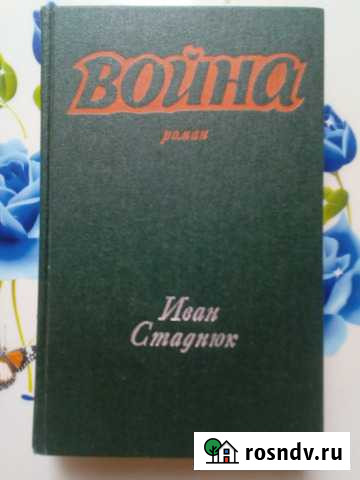 ВОЙНА
роман
Иван
Стаднюк
rosndv.ru